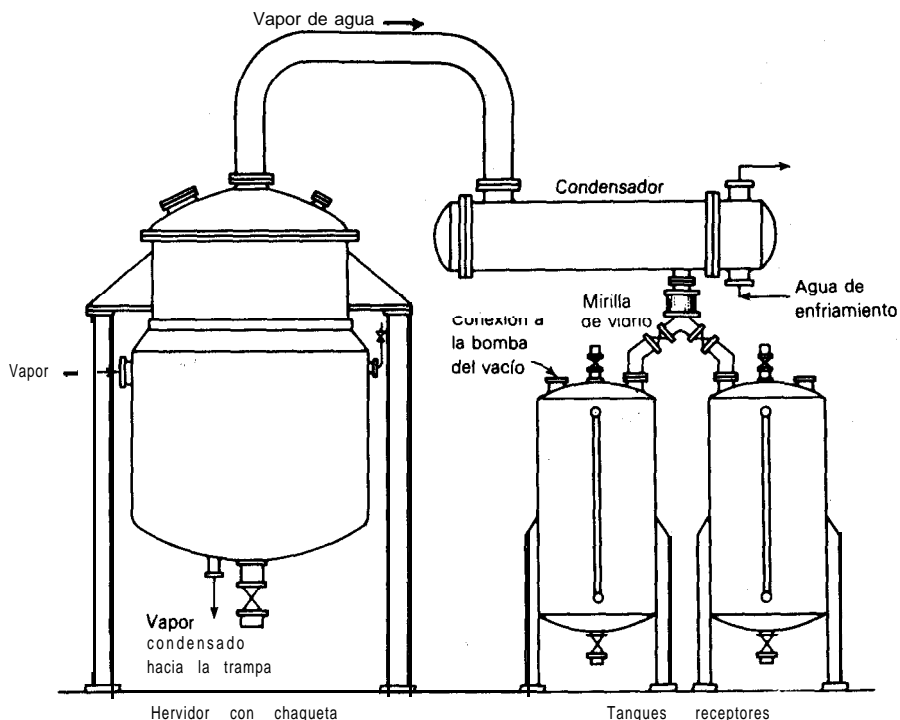 Vapor de agua
Condensador
Agua de
enfriamiento
Mirilla
de vidrio
Conexión a
la bomba
del vacío
Vapor
Vapor
condensado
hacia la trampa
Hervidor con chaqueta
Tanques receptores